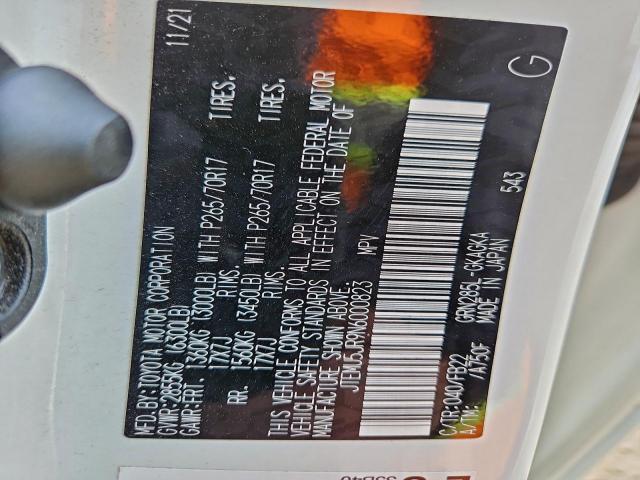 MFD.BY:TOYOTA MOTOR CORPORATION 11/21
GVWR:2855KG (6300LB)
GAWR:FRT. 1360KG (3000LB) WITH P265/70R17 TIRES.
17X7J RIMS.
RR. 1560KG (3450LB) WITH P265/70R17 TIRES.
17X7J RIMS.
THIS VEHICLE CONFORMS TO ALL APPLICABLE FEDERAL MOTOR
VEHICLE SAFETY STANDARDS IN EFFECT ON THE DATE OF
MANUFACTURE SHOWN ABOVE.
JTEMU5JR9N6000823 MPV
C/TR:040/FB22 GRN285L-GKAGKA
A/TM: /A750F MADE IN JAPAN 543
G